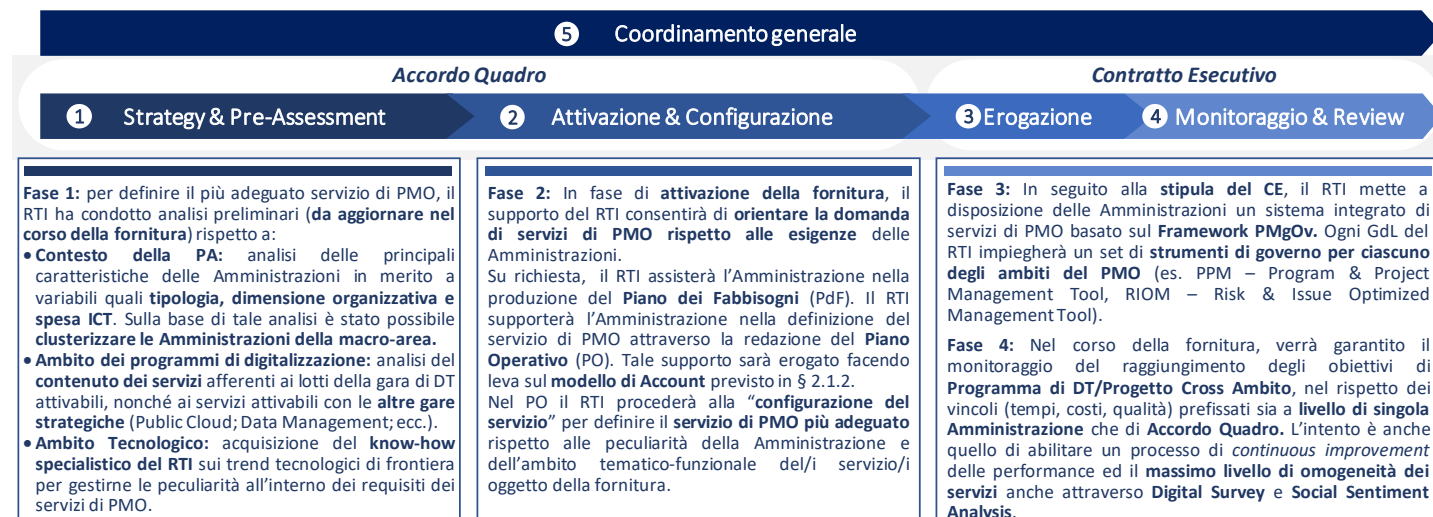 5 Coordinamento generale
Accordo Quadro
Contratto Esecutivo
1 Strategy & Pre-Assessment
2 Attivazione & Configurazione
3 Erogazione
4 Monitoraggio & Review
Fase 1: per definire il più adeguato servizio di PMO, il
RTI ha condotto analisi preliminari (da aggiornare nel
corso della fornitura) rispetto a:
• Contesto della PA: analisi delle principali
caratteristiche delle Amministrazioni in merito a
variabili quali tipologia, dimensione organizzativa e
spesa ICT. Sulla base di tale analisi è stato possibile
clusterizzare le Amministrazioni della macro-area.
• Ambito dei programmi di digitalizzazione: analisi del
contenuto dei servizi afferenti ai lotti della gara di DT
attivabili, nonché ai servizi attivabili con le altre gare
strategiche (Public Cloud; Data Management; ecc.).
• Ambito Tecnologico: acquisizione del know-how
specialistico del RTI sui trend tecnologici di frontiera
per gestirne le peculiarità all'interno dei requisiti dei
servizi di PMO.
Fase 2: In fase di attivazione della fornitura, il
supporto del RTI consentirà di orientare la domanda
di servizi di PMO rispetto alle esigenze delle
Amministrazioni.
Su richiesta, il RTI assisterà l'Amministrazione nella
produzione del Piano dei Fabbisogni (PdF). Il RTI
supporterà l'Amministrazione nella definizione del
servizio di PMO attraverso la redazione del Piano
Operativo (PO). Tale supporto sarà erogato facendo
leva sul modello di Account previsto in § 2.1.2.
Nel PO il RTI procederà alla “configurazione del
servizio” per definire il servizio di PMO più adeguato
rispetto alle peculiarità della Amministrazione e
dell'ambito tematico-funzionale del/i servizio/i
oggetto della fornitura.
Fase 3: In seguito alla stipula del CE, il RTI mette a
disposizione delle Amministrazioni un sistema integrato di
servizi di PMO basato sul Framework PMgOv. Ogni GdL del
RTI impiegherà un set di strumenti di governo per ciascuno
degli ambiti del PMO (es. PPM – Program & Project
Management Tool, RIOM – Risk & Issue Optimized
Management Tool).
Fase 4: Nel corso della fornitura, verrà garantito il
monitoraggio del raggiungimento degli obiettivi di
Programma di DT/Progetto Cross Ambito, nel rispetto dei
vincoli (tempi, costi, qualità) prefissati sia a livello di singola
Amministrazione che di Accordo Quadro. L'intento è anche
quello di abilitare un processo di continuous improvement
delle performance ed il massimo livello di omogeneità dei
servizi anche attraverso Digital Survey e Social Sentiment
Analysis.